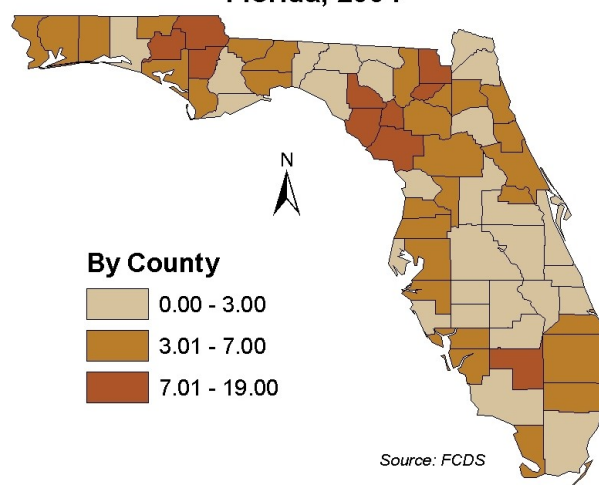 N
By County
0.00 - 3.00
3.01 - 7.00
7.01 - 19.00
Source: FCDS